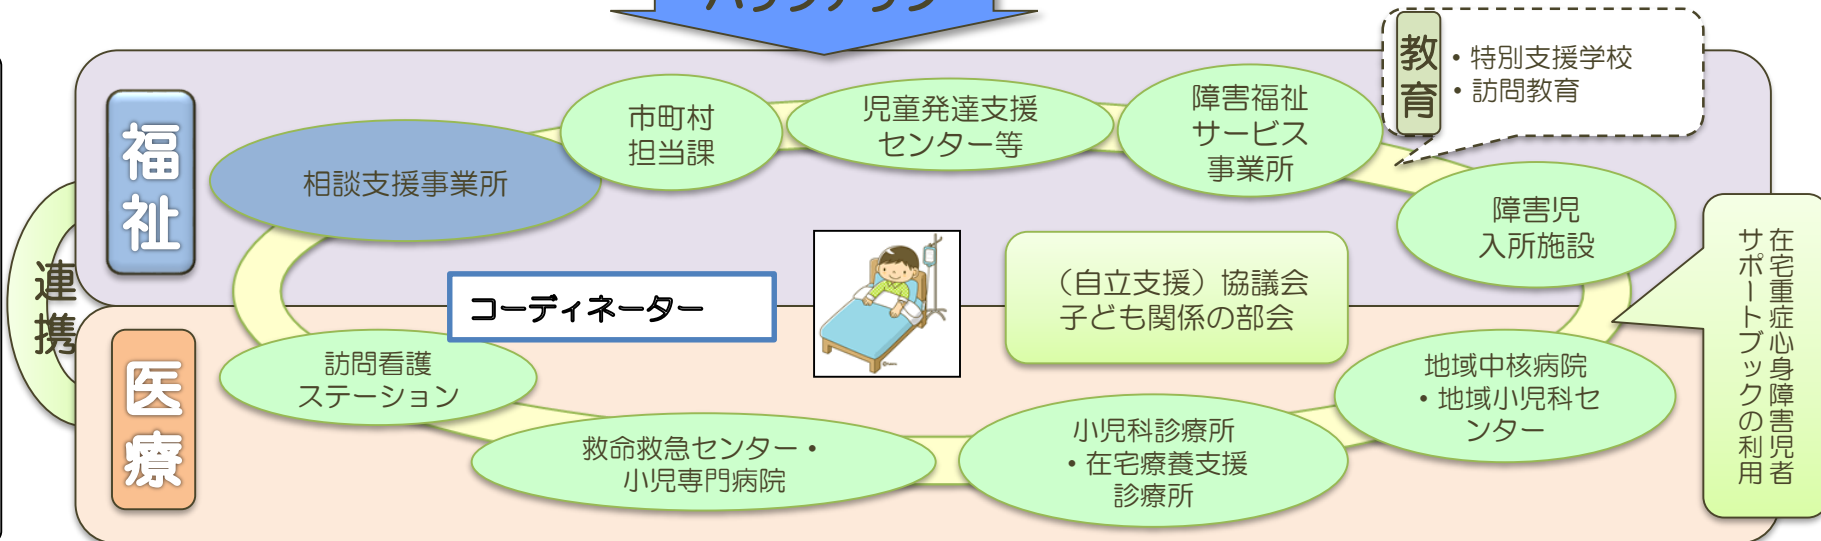 バックアップ
教育
・特別支援学校
・訪問教育
福祉
相談支援事業所
市町村
担当課
児童発達支援
センター等
障害福祉
サービス
事業所
障害児
入所施設
連携
コーディネーター
（自立支援）協議会
子ども関係の部会
在宅重症心身障害児者
サポートブックの利用
医療
訪問看護
ステーション
救命救急センター・
小児専門病院
小児科診療所
・在宅療養支援
診療所
地域中核病院
・地域小児科セ
ンター